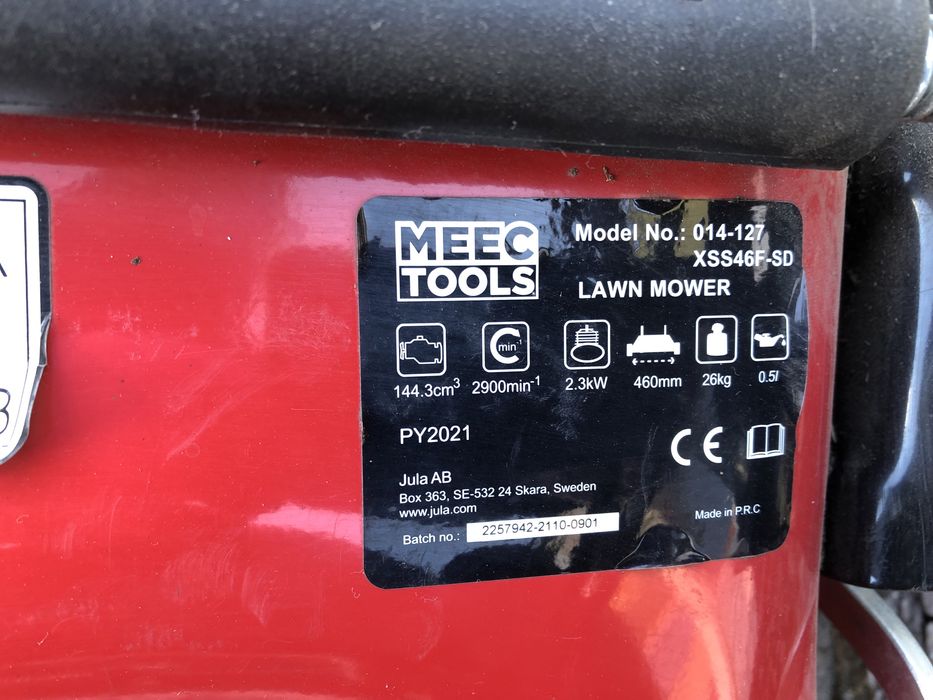 MEEC
TOOLS
Model No.: 014-127
XSS46F-SD
LAWN MOWER
min-1
144.3cm3
2900min-1
2.3kW
460mm
26kg
0.5l
PY2021
CE
Jula AB
Box 363, SE-532 24 Skara, Sweden
www.jula.com
Made in P.R.C
Batch no.: 2257942-2110-0901